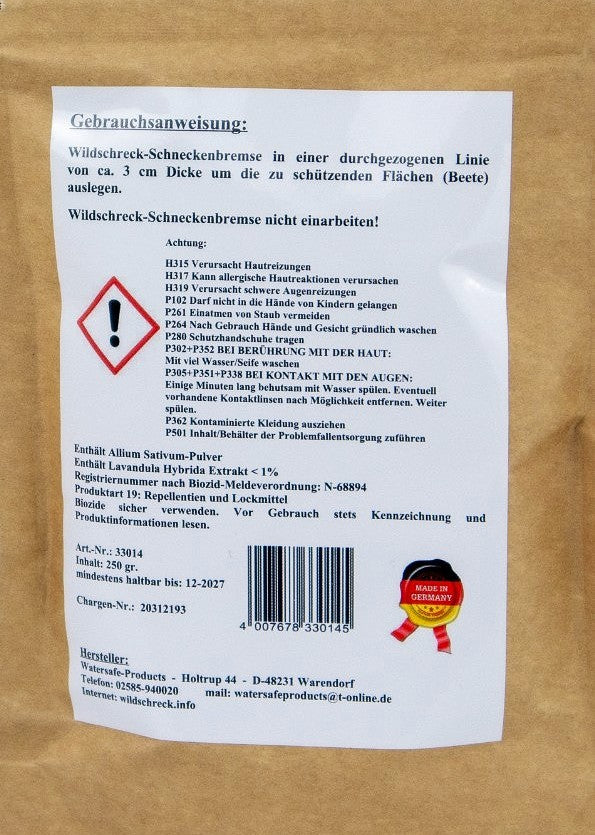 Gebrauchsanweisung:
Wildschreck-Schneckenbremse in einer durchgezogenen Linie
von ca. 3 cm Dicke um die zu schützenden Flächen (Beete)
auslegen.
Wildschreck-Schneckenbremse nicht einarbeiten!
Achtung:
H315 Verursacht Hautreizungen
H317 Kann allergische Hautreaktionen verursachen
H319 Verursacht schwere Augenreizungen
P102 Darf nicht in die Hände von Kindern gelangen
P261 Einatmen von Staub vermeiden
P264 Nach Gebrauch Hände und Gesicht gründlich waschen
P280 Schutzhandschuhe tragen
P302+P352 BEI BERÜHRUNG MIT DER HAUT:
Mit viel Wasser/Seife waschen
P305+P351+P338 BEI KONTAKT MIT DEN AUGEN:
Einige Minuten lang behutsam mit Wasser spülen. Eventuell
vorhandene Kontaktlinsen nach Möglichkeit entfernen. Weiter
spülen.
P362 Kontaminierte Kleidung ausziehen
P501 Inhalt/Behälter der Problemfallentsorgung zuführen
Enthält Allium Sativum-Pulver
Enthält Lavandula Hybrida Extrakt < 1%
Registriernummer nach Biozid-Meldeverordnung: N-68894
Produktart 19: Repellentien und Lockmittel
Biozide sicher verwenden. Vor Gebrauch stets Kennzeichnung und
Produktinformationen lesen.
Art.-Nr.: 33014
Inhalt: 250 gr.
mindestens haltbar bis: 12-2027
Chargen-Nr.: 20312193
4 007678 330145
MADE IN
GERMANY
Hersteller:
Watersafe-Products - Holtrup 44 - D-48231 Warendorf
Telefon: 02585-940020 mail: watersafeproducts@t-online.de
Internet: wildschreck.info